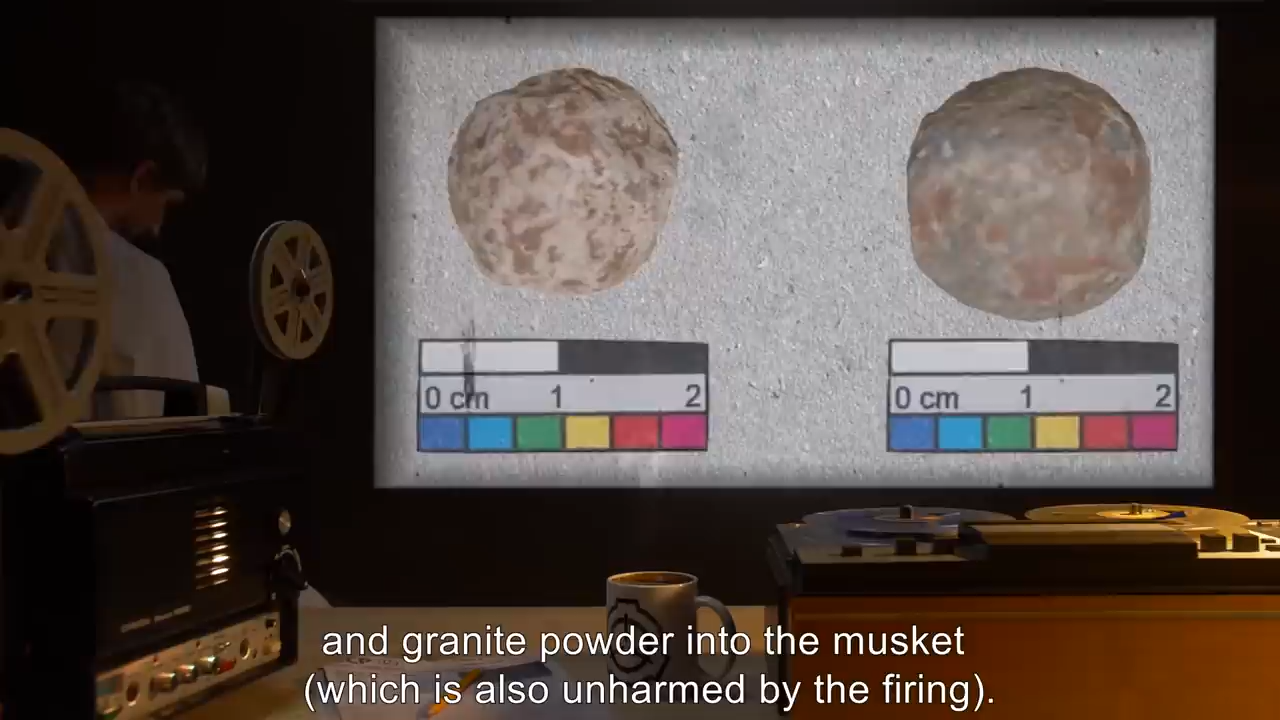 0 cm 1 2
0 cm 1 2
and granite powder into the musket
(which is also unharmed by the firing).